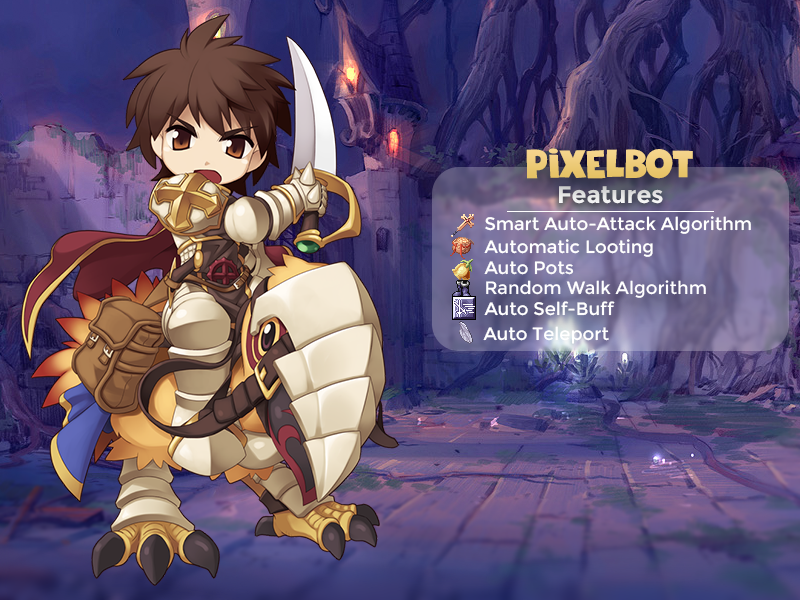 PiXELBOT
Features
Smart Auto-Attack Algorithm
Automatic Looting
Auto Pots
Random Walk Algorithm
Auto Self-Buff
Auto Teleport